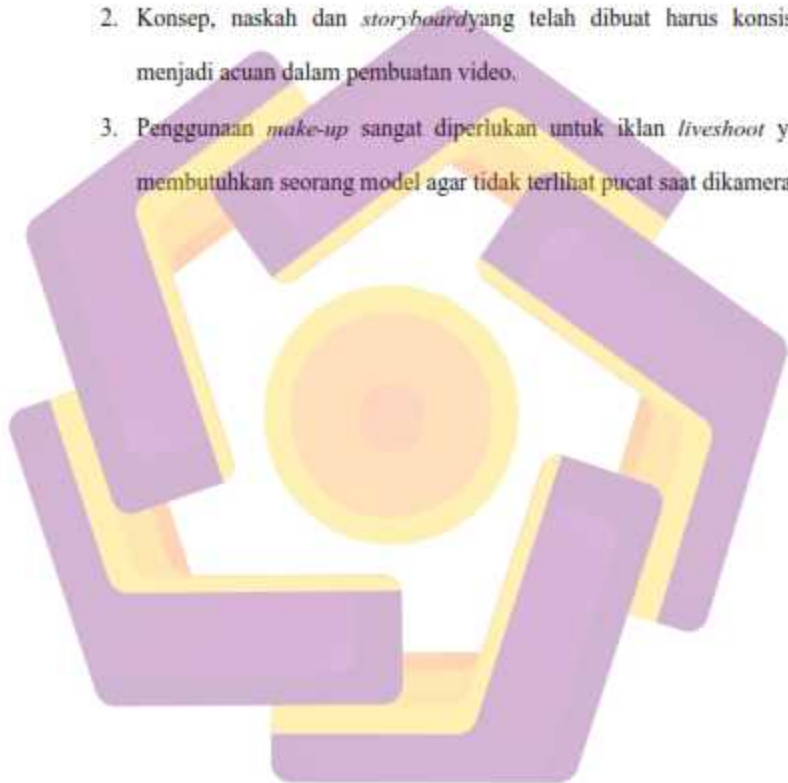 2. Konsep, naskah dan storyboardyang telah dibuat harus konsis
menjadi acuan dalam pembuatan video.
3. Penggunaan make-up sangat diperlukan untuk iklan liveshoot y
membutuhkan seorang model agar tidak terlihat pucat saat dikamera